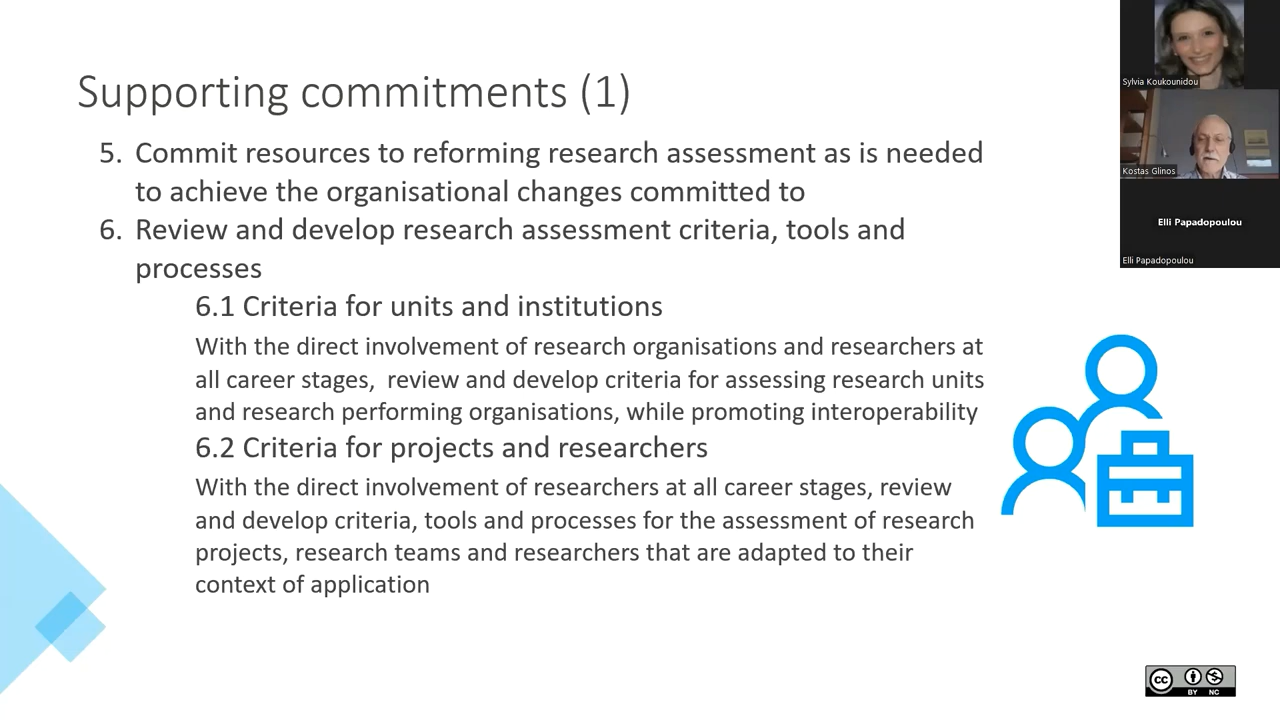 Supporting commitments (1)
5. Commit resources to reforming research assessment as is needed
to achieve the organisational changes committed to
6. Review and develop research assessment criteria, tools and
processes
6.1 Criteria for units and institutions
With the direct involvement of research organisations and researchers at
all career stages,  review and develop criteria for assessing research units
and research performing organisations, while promoting interoperability
6.2 Criteria for projects and researchers
With the direct involvement of researchers at all career stages, review
and develop criteria, tools and processes for the assessment of research
projects, research teams and researchers that are adapted to their
context of application
Sylvia Koukounidou
Kostas Glinos
Elli Papadopoulou
Elli Papadopoulou
cc
BY NC